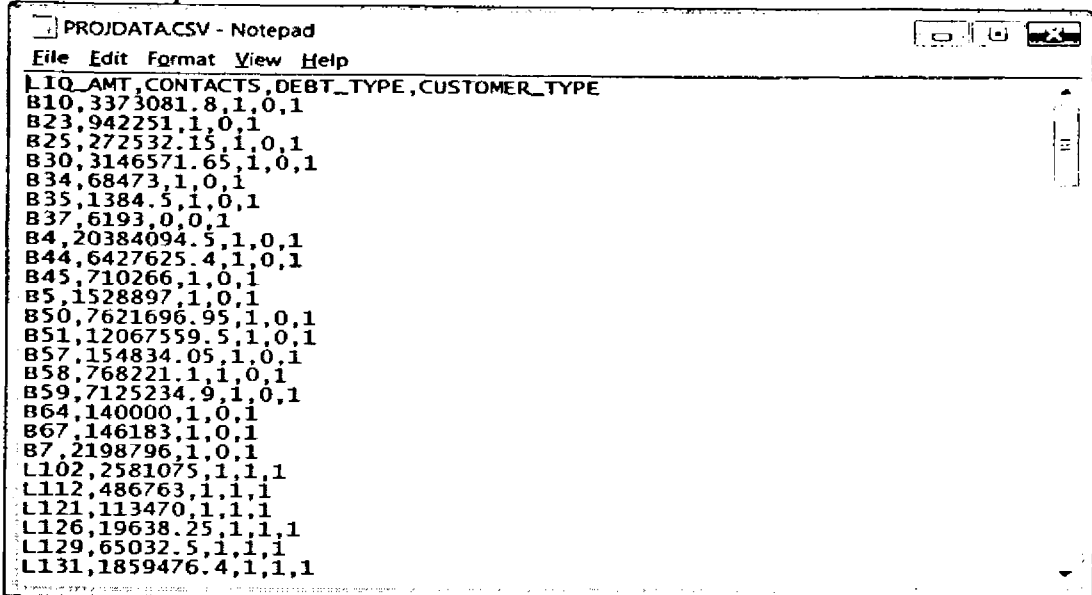 PROJDATA.CSV - Notepad
File Edit Format View Help
LIQ_AMT,CONTACTS,DEBT_TYPE,CUSTOMER_TYPE
B10,3373081.8,1,0,1
B23,942251,1,0,1
B25,272532.15,1,0,1
B30,3146571.65,1,0,1
B34,68473,1,0,1
B35,1384.5,1,0,1
B37,6193,0,0,1
B4,20384094.5,1,0,1
B44,6427625.4,1,0,1
B45,710266,1,0,1
B5,1528897,1,0,1
B50,7621696.95,1,0,1
B51,12067559.5,1,0,1
B57,154834.05,1,0,1
B58,768221.1,1,0,1
B59,7125234.9,1,0,1
B64,140000,1,0,1
B67,146183,1,0,1
B7,2198796,1,0,1
L102,2581075,1,1,1
L112,486763,1,1,1
L121,113470,1,1,1
L126,19638.25,1,1,1
L129,65032.5,1,1,1
L131,1859476.4,1,1,1